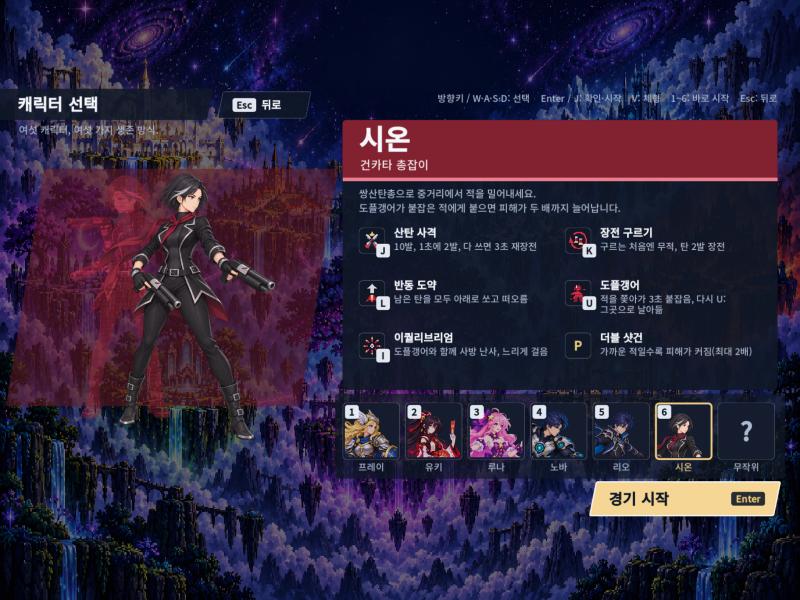 캐릭터 선택
Esc 뒤로
방향키 / W·A·S·D: 선택 Enter / J: 확인·시작 V: 체형 1~6: 바로 시작 Esc: 뒤로
여섯 캐릭터, 여섯 가지 생존 방식.
시온
건카타 총잡이
쌍산탄총으로 중거리에서 적을 밀어내세요.
도플갱어가 붙잡은 적에게 붙으면 피해가 두 배까지 늘어납니다.
J
산탄 사격
10발, 1초에 2발, 다 쓰면 3초 재장전
K
장전 구르기
구르는 처음엔 무적, 탄 2발 장전
L
반동 도약
남은 탄을 모두 아래로 쏘고 떠오름
U
도플갱어
적을 쫓아가 3초 붙잡음, 다시 U:
그곳으로 날아듦
I
이퀄리브리엄
도플갱어와 함께 사방 난사, 느리게 걸음
P
더블 샷건
가까운 적일수록 피해가 커짐(최대 2배)
1
프레이
2
유키
3
루나
4
노바
5
리오
6
시온
?
무작위
경기 시작 Enter